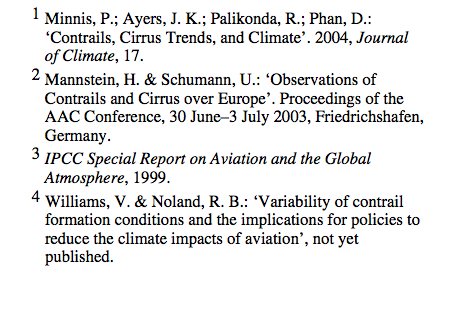 1 Minnis, P.; Ayers, J. K.; Palikonda, R.; Phan, D.:
‘Contrails, Cirrus Trends, and Climate’. 2004, Journal
of Climate, 17.
2 Mannstein, H. & Schumann, U.: ‘Observations of
Contrails and Cirrus over Europe’. Proceedings of the
AAC Conference, 30 June–3 July 2003, Friedrichshafen,
Germany.
3 IPCC Special Report on Aviation and the Global
Atmosphere, 1999.
4 Williams, V. & Noland, R. B.: ‘Variability of contrail
formation conditions and the implications for policies to
reduce the climate impacts of aviation’, not yet
published.